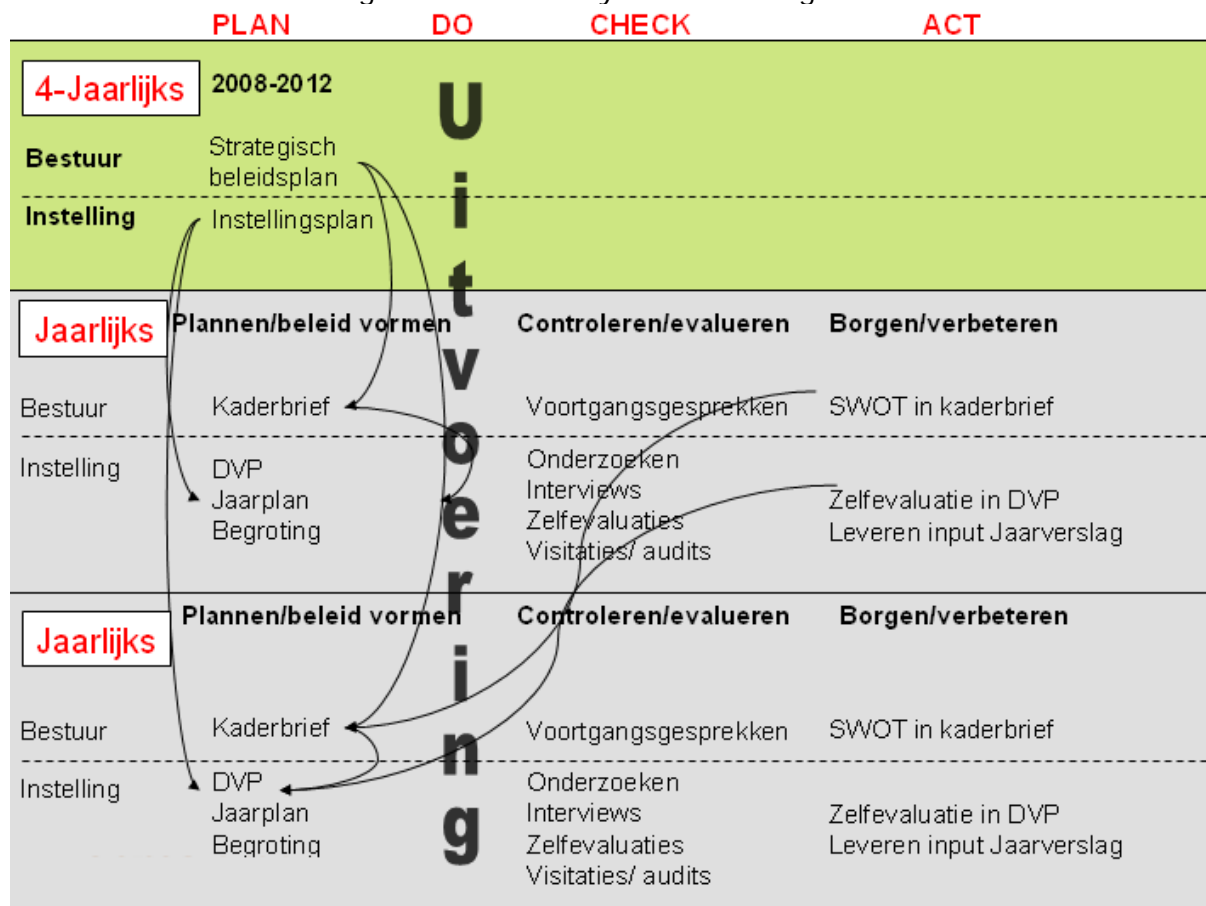 PLAN DO CHECK ACT
4-Jaarlijks 2008-2012
Uitvoering
Bestuur Strategisch
beleidsplan
Instelling Instellingsplan
Jaarlijks Plannen/beleid vormen Controleren/evalueren Borgen/verbeteren
Bestuur Kaderbrief Voortgangsgesprekken SWOT in kaderbrief
Instelling DVP Onderzoeken
Jaarplan Interviews Zelfevaluatie in DVP
Begroting Zelfevaluaties Leveren input Jaarverslag
Visitaties/ audits
Jaarlijks Plannen/beleid vormen Controleren/evalueren Borgen/verbeteren
Bestuur Kaderbrief Voortgangsgesprekken SWOT in kaderbrief
Instelling DVP Onderzoeken
Jaarplan Interviews Zelfevaluatie in DVP
Begroting Zelfevaluaties Leveren input Jaarverslag
Visitaties/ audits